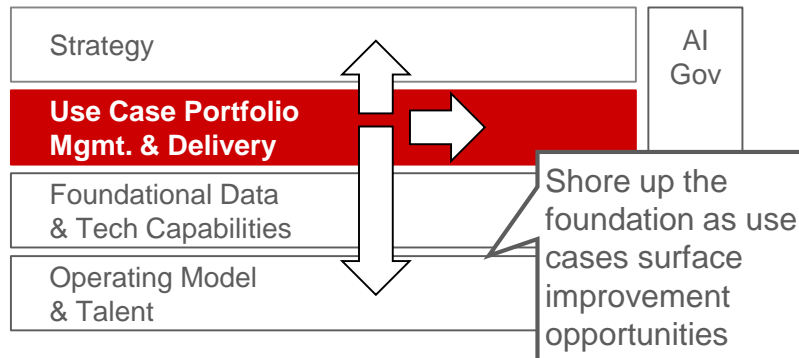 Strategy
AI
Gov
Use Case Portfolio
Mgmt. & Delivery
Foundational Data
& Tech Capabilities
Operating Model
& Talent
Shore up the
foundation as use
cases surface
improvement
opportunities